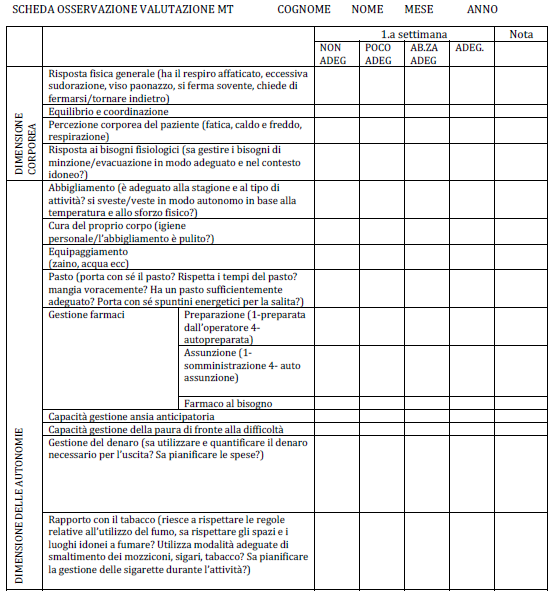 SCHEDA OSSERVAZIONE VALUTAZIONE MT COGNOME NOME MESE ANNO
1.a settimana Nota
NON ADEG POCO ADEG AB.ZA ADEG ADEG.
DIMENSIONE CORPOREA
Risposta fisica generale (ha il respiro affaticato, eccessiva
sudorazione, viso paonazzo, si ferma sovente, chiede di
fermarsi/tornare indietro)
Equilibrio e coordinazione
Percezione corporea del paziente (fatica, caldo e freddo,
respirazione)
Risposta ai bisogni fisiologici (sa gestire i bisogni di
minzione/evacuazione in modo adeguato e nel contesto
idoneo?)
DIMENSIONE DELLE AUTONOMIE
Abbigliamento (è adeguato alla stagione e al tipo di
attività? si sveste/veste in modo autonomo in base alla
temperatura e allo sforzo fisico?)
Cura del proprio corpo (igiene
personale/l'abbigliamento è pulito?)
Equipaggiamento
(zaino, acqua ecc)
Pasto (porta con sé il pasto? Rispetta i tempi del pasto?
mangia voracemente? Ha un pasto sufficientemente
adeguato? Porta con sé spuntini energetici per la salita?)
Gestione farmaci
Preparazione (1-preparata
dall'operatore 4-
autopreparata)
Assunzione (1-
somministrazione 4- auto
assunzione)
Farmaco al bisogno
Capacità gestione ansia anticipatoria
Capacità gestione della paura di fronte alla difficoltà
Gestione del denaro (sa utilizzare e quantificare il denaro
necessario per l'uscita? Sa pianificare le spese?)
Rapporto con il tabacco (riesce a rispettare le regole
relative all'utilizzo del fumo, sa rispettare gli spazi e i
luoghi idonei a fumare? Utilizza modalità adeguate di
smaltimento dei mozziconi, sigari, tabacco? Sa pianificare
la gestione delle sigarette durante l'attività?)